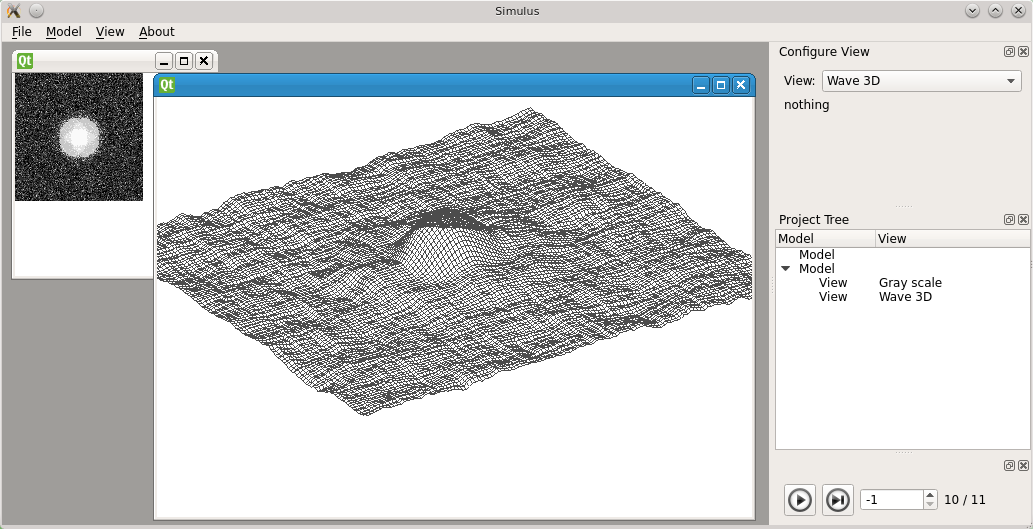 Simulus
File Model View About
Qt
Qt
Configure View
View: Wave 3D
nothing
Project Tree
Model View
Model
Model
View Gray scale
View Wave 3D
-1 10 / 11